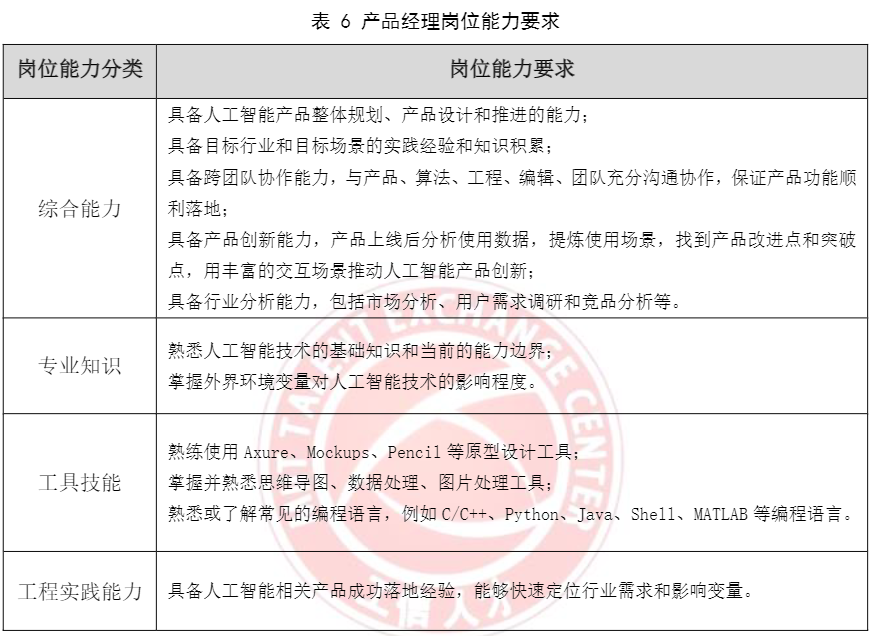 表 6 产品经理岗位能力要求
岗位能力分类
岗位能力要求
综合能力
具备人工智能产品整体规划、产品设计和推进的能力；
具备目标行业和目标场景的实践经验和知识积累；
具备跨团队协作能力，与产品、算法、工程、编辑、团队充分沟通协作，保证产品功能顺
利落地；
具备产品创新能力，产品上线后分析使用数据，提炼使用场景，找到产品改进点和突破
点，用丰富的交互场景推动人工智能产品创新；
具备行业分析能力，包括市场分析、用户需求调研和竞品分析等。
专业知识
熟悉人工智能技术的基础知识和当前的能力边界；
掌握外界环境变量对人工智能技术的影响程度。
工具技能
熟练使用 Axure、Mockups、Pencil 等原型设计工具；
掌握并熟悉思维导图、数据处理、图片处理工具；
熟悉或了解常见的编程语言，例如 C/C++、Python、Java、Shell、MATLAB 等编程语言。
工程实践能力
具备人工智能相关产品成功落地经验，能够快速定位行业需求和影响变量。
TALENT EXCHANGE CENTER